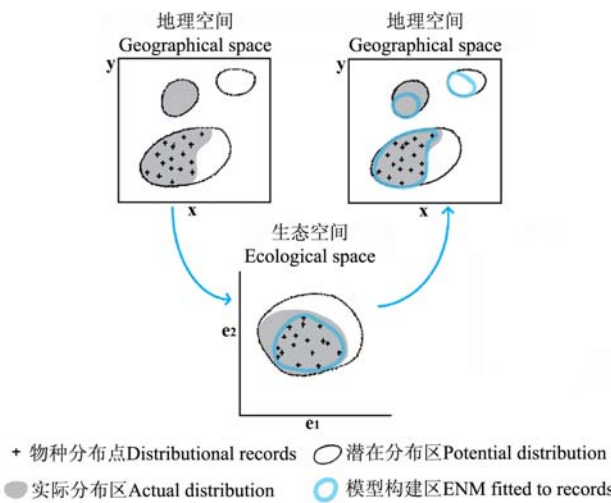 地理空间
Geographical space
地理空间
Geographical space
y
x
y
x
生态空间
Ecological space
e2
e1
物种分布点Distributional records
潜在分布区Potential distribution
实际分布区Actual distribution
模型构建区ENM fitted to records